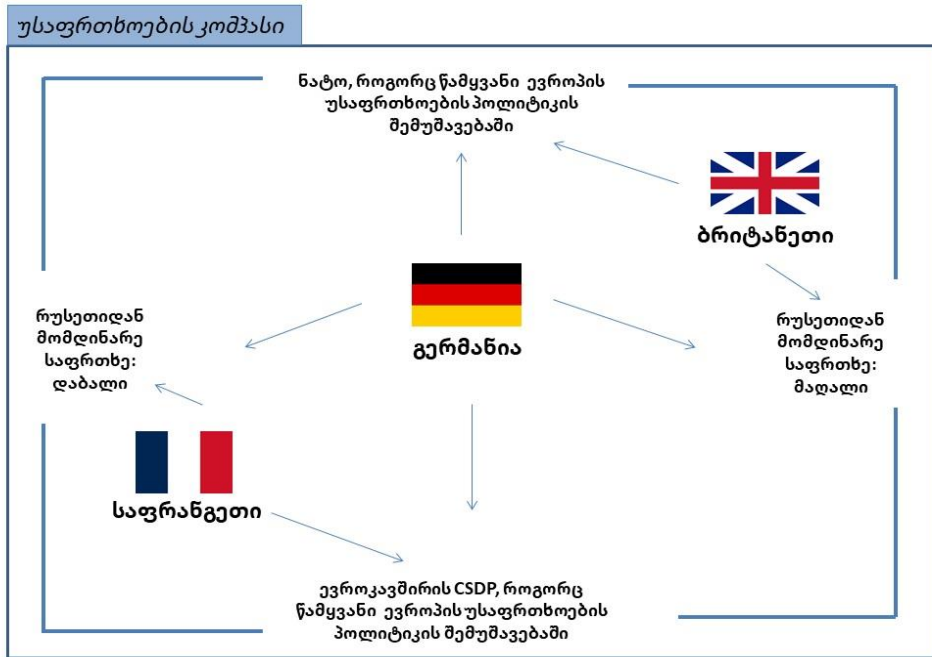 უსაფრთხოების კომპასი
ნატო, როგორც წამყვანი ევროპის
უსაფრთხოების პოლიტიკის
შემუშავებაში
ბრიტანეთი
რუსეთიდან
მომდინარე
საფრთხე:
დაბალი
გერმანია
რუსეთიდან
მომდინარე
საფრთხე:
მაღალი
საფრანგეთი
ევროკავშირის CSDP, როგორც
წამყვანი ევროპის უსაფრთხოების
პოლიტიკის შემუშავებაში